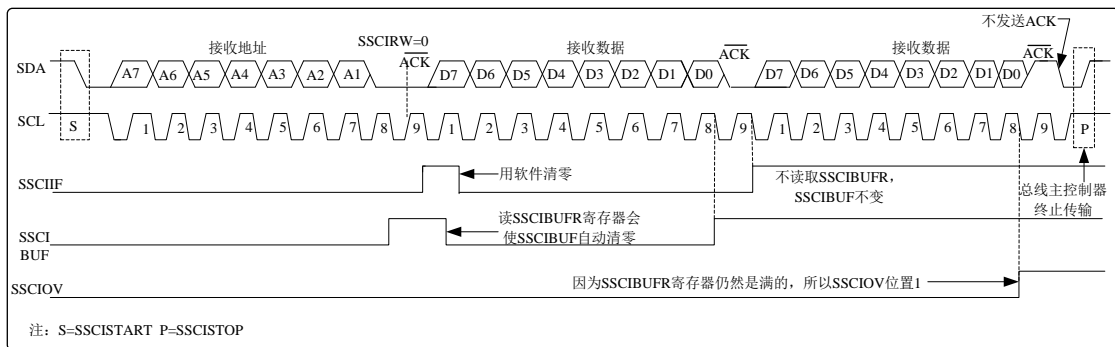 不发送ACK
接收地址
SSCIRW=0
接收数据
接收数据
ACK
ACK
ACK
SDA
A7 A6 A5 A4 A3 A2 A1
D7 D6 D5 D4 D3 D2 D1 D0
D7 D6 D5 D4 D3 D2 D1 D0
SCL
S
1 2 3 4 5 6 7 8 9
1 2 3 4 5 6 7 8 9
1 2 3 4 5 6 7 8 9
P
SSCIIF
用软件清零
不读取SSCIBUFR,
SSCIBUF不变
总线主控制器
终止传输
SSCI
BUF
读SSCIBUFR寄存器会
使SSCIBUF自动清零
SSCIOV
因为SSCIBUFR寄存器仍然是满的,所以SSCIOV位置1
注:S=SSCISTART P=SSCISTOP